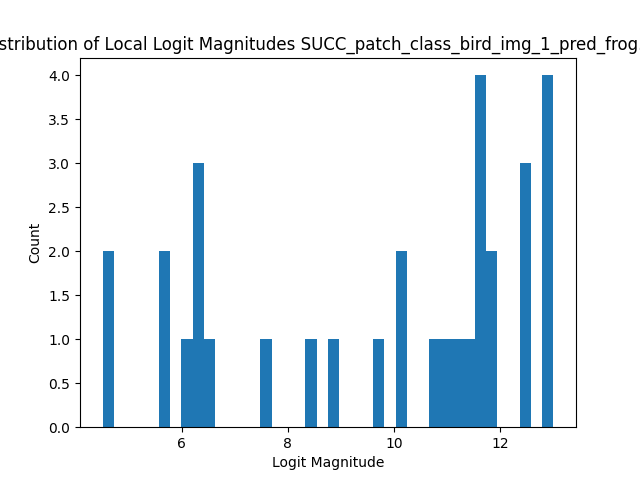 stribution of Local Logit Magnitudes SUCC_patch_class_bird_img_1_pred_frog.
4.0
3.5
3.0
2.5
2.0
1.5
1.0
0.5
0.0
Count
6 8 10 12
Logit Magnitude